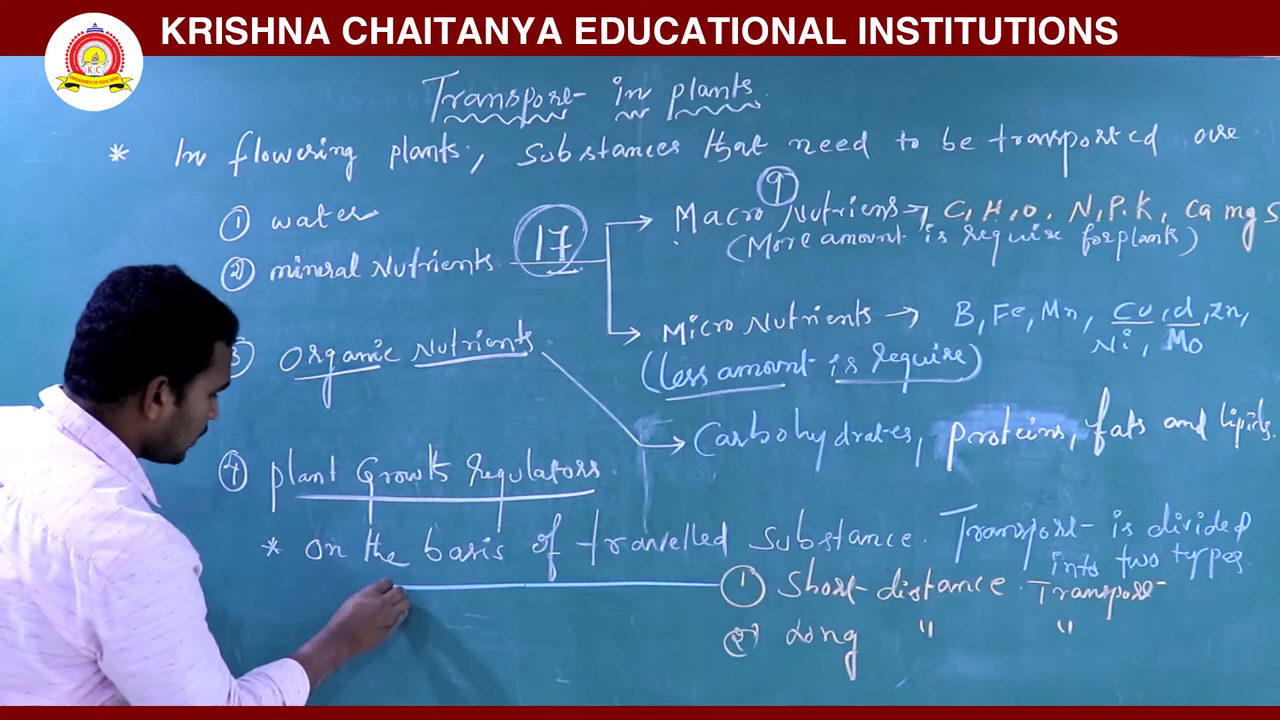 KRISHNA CHAITANYA EDUCATIONAL INSTITUTIONS
K C
Transport in plants
* In flowering plants, substances that need to be transported are
① water
② mineral Nutrients 17
⑨
Macro Nutrients → C, H, O, N, P, K, Ca mg S
(More amount is require for plants)
Micro Nutrients → B, Fe, Mn, Cu, cl, Zn,
Ni, Mo
(less amount is require)
③ Organic Nutrients
Carbohydrates, proteins, fats and lipids.
④ plant Growth regulators
* on the basis of travelled substance. Transport is divided
into two types.
① Short distance Transport
② Long " "